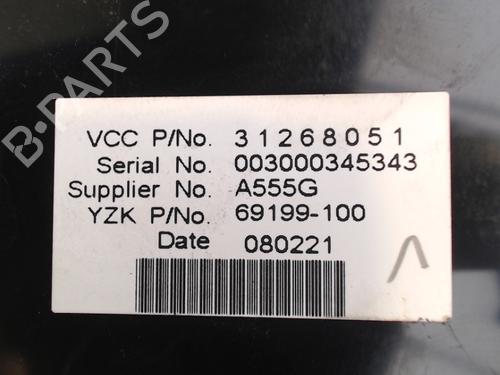 B-PARTS
VCC P/No. 31268051
Serial No. 003000345343
Supplier No. A555G
YZK P/No. 69199-100
Date 080221